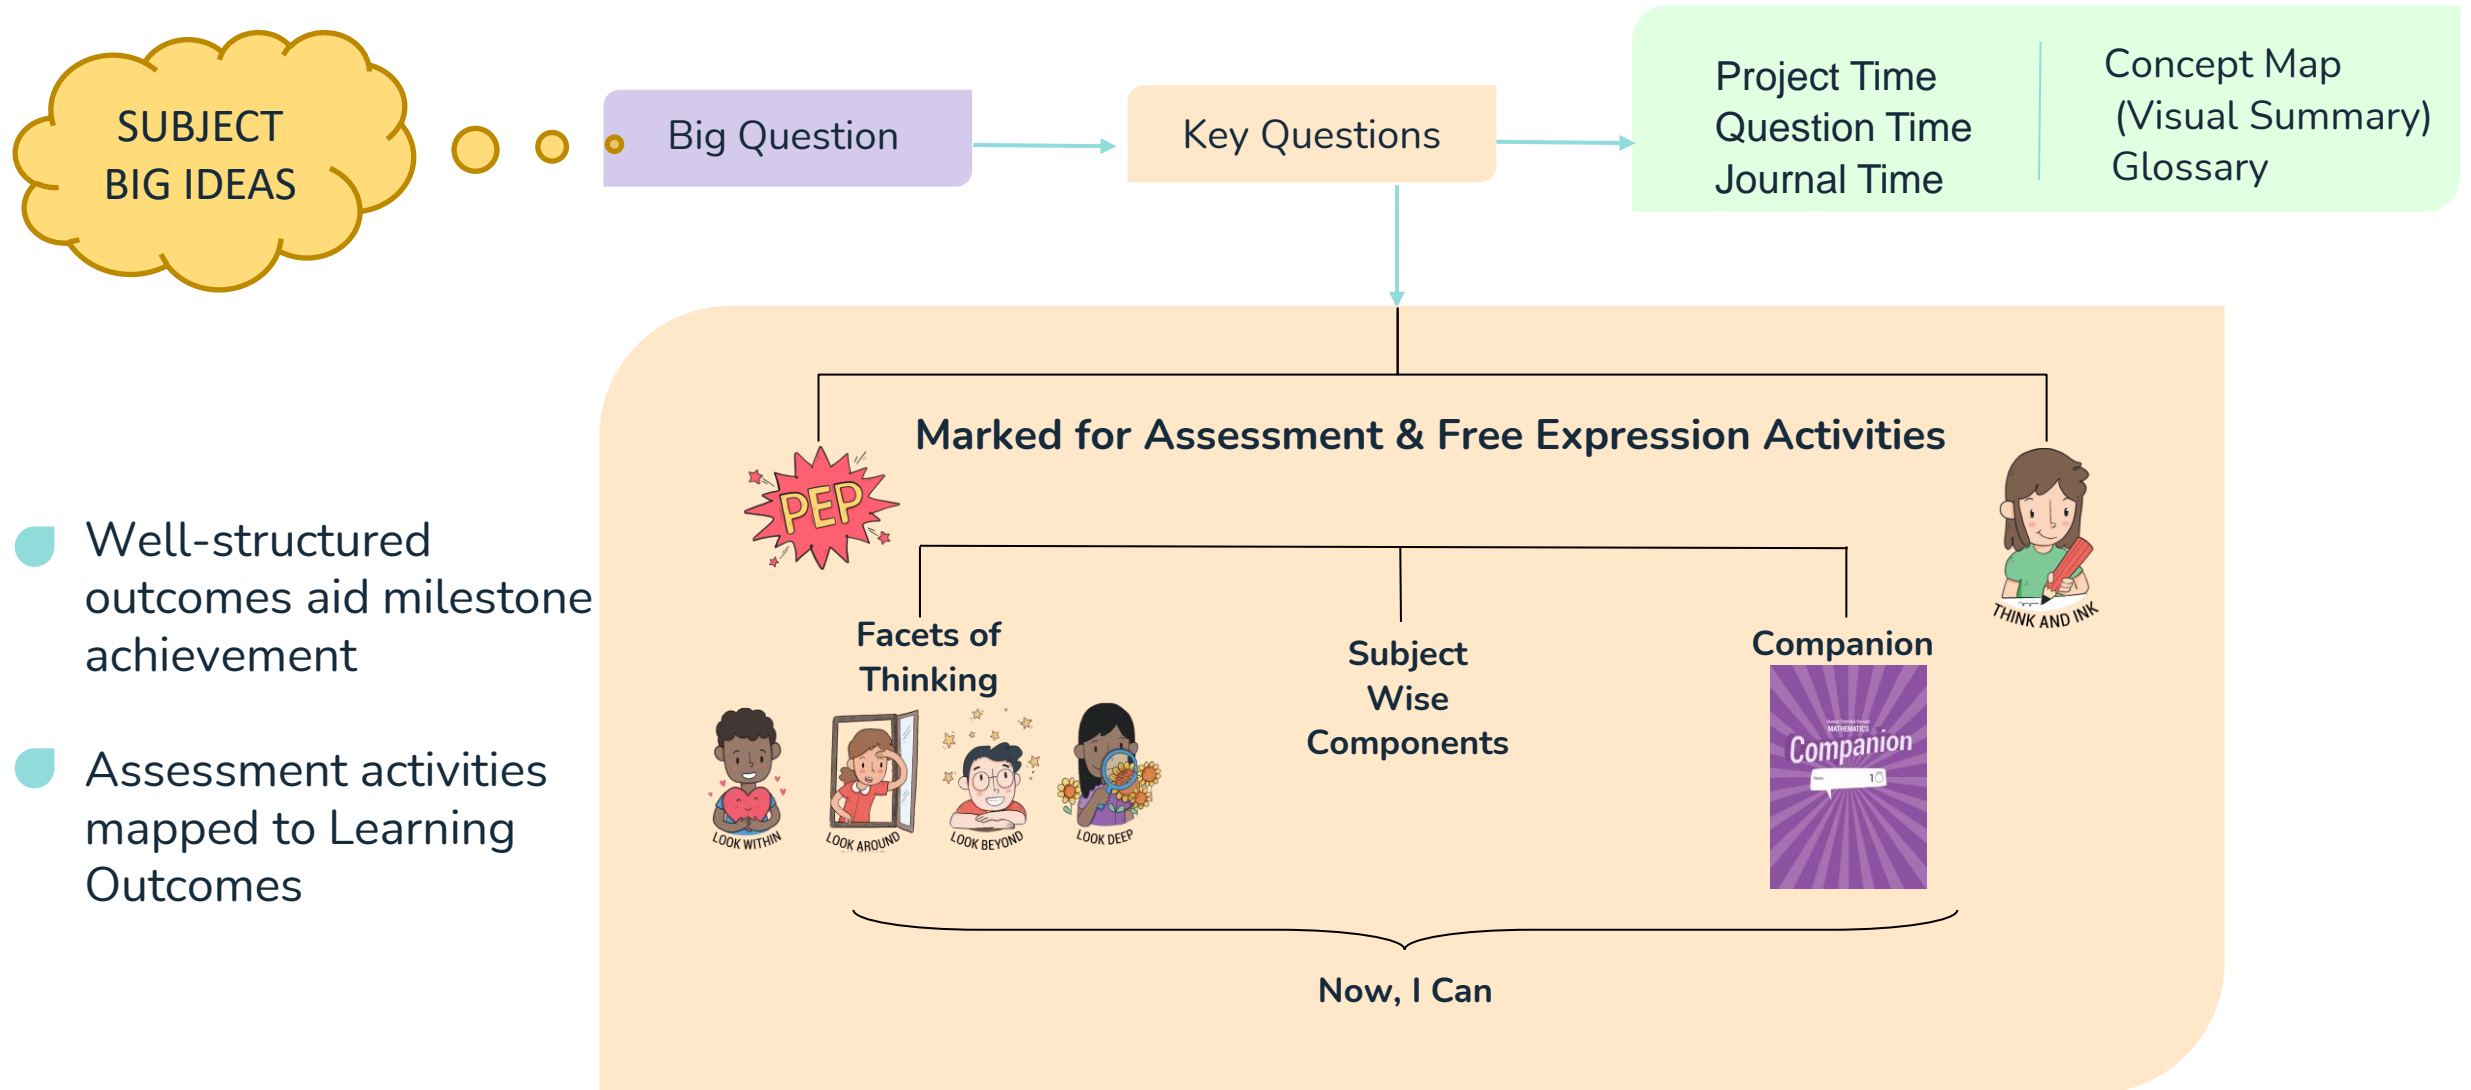 SUBJECT
BIG IDEAS
Big Question
Key Questions
Project Time
Question Time
Journal Time
Concept Map
(Visual Summary)
Glossary
Well-structured
outcomes aid milestone
achievement
Assessment activities
mapped to Learning
Outcomes
Marked for Assessment & Free Expression Activities
PEP
THINK AND INK
Facets of
Thinking
LOOK WITHIN
LOOK AROUND
LOOK BEYOND
LOOK DEEP
Subject
Wise
Components
Companion
MATHEMATICS
Companion
Name
1
Now, I Can